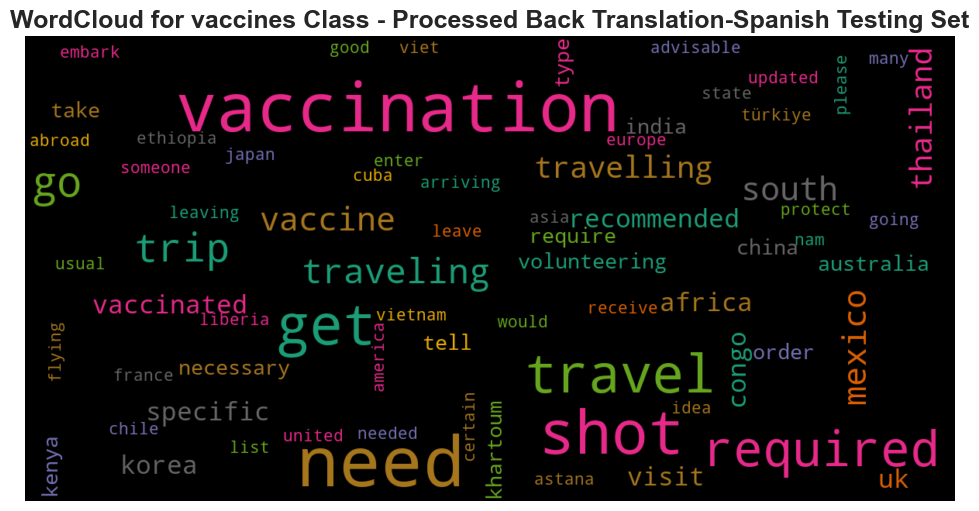 WordCloud for vaccines Class - Processed Back Translation-Spanish Testing Set
embark
good
viet
type
advisable
many
take
vaccination
updated
please
thailand
state
türkiye
abroad
ethiopia
india
europe
someone
japan
enter
cuba
arriving
travelling
go
south
leaving
vaccine
leave
asia
recommended
protect
going
require
trip
china
nam
usual
traveling
volunteering
australia
vaccinated
liberia
get
vietnam
receive
africa
mexico
would
flying
america
tell
congo
order
france
necessary
travel
specific
chile
list
united
needed
certain
khartoum
idea
shot
required
kenya
korea
need
astana
visit
uk